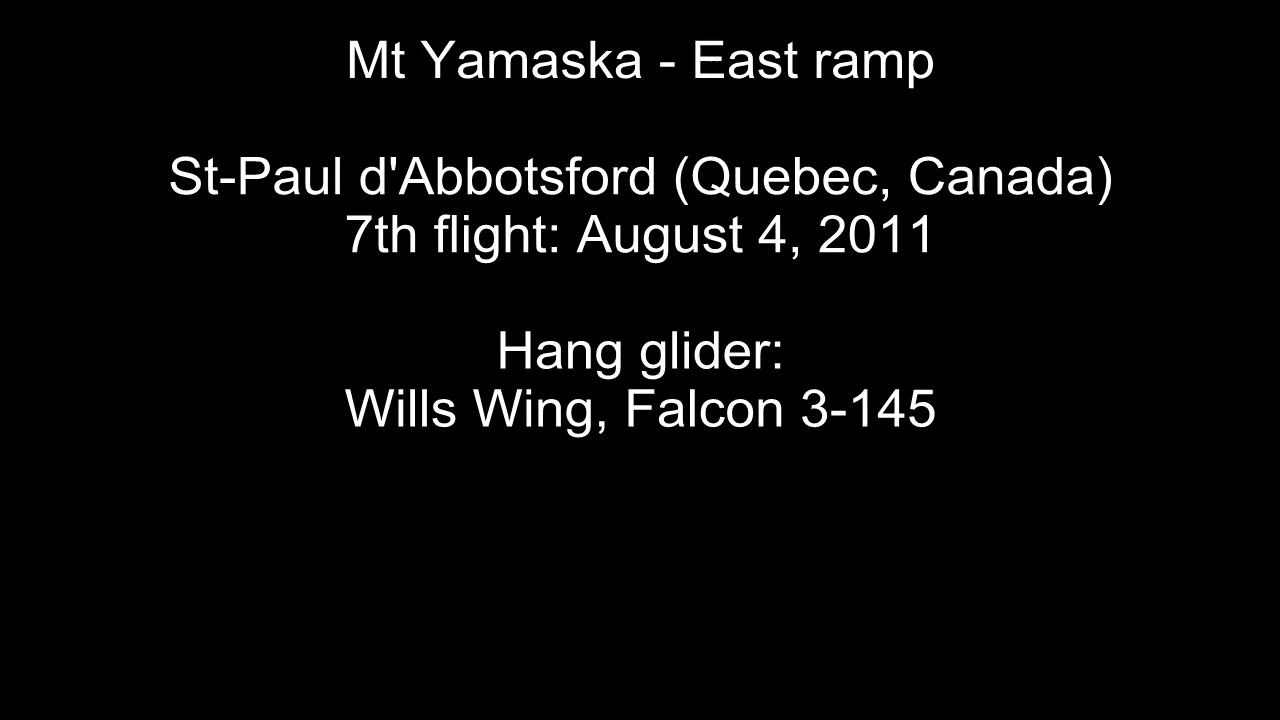 Mt Yamaska - East ramp
St-Paul d'Abbotsford (Quebec, Canada)
7th flight: August 4, 2011
Hang glider:
Wills Wing, Falcon 3-145